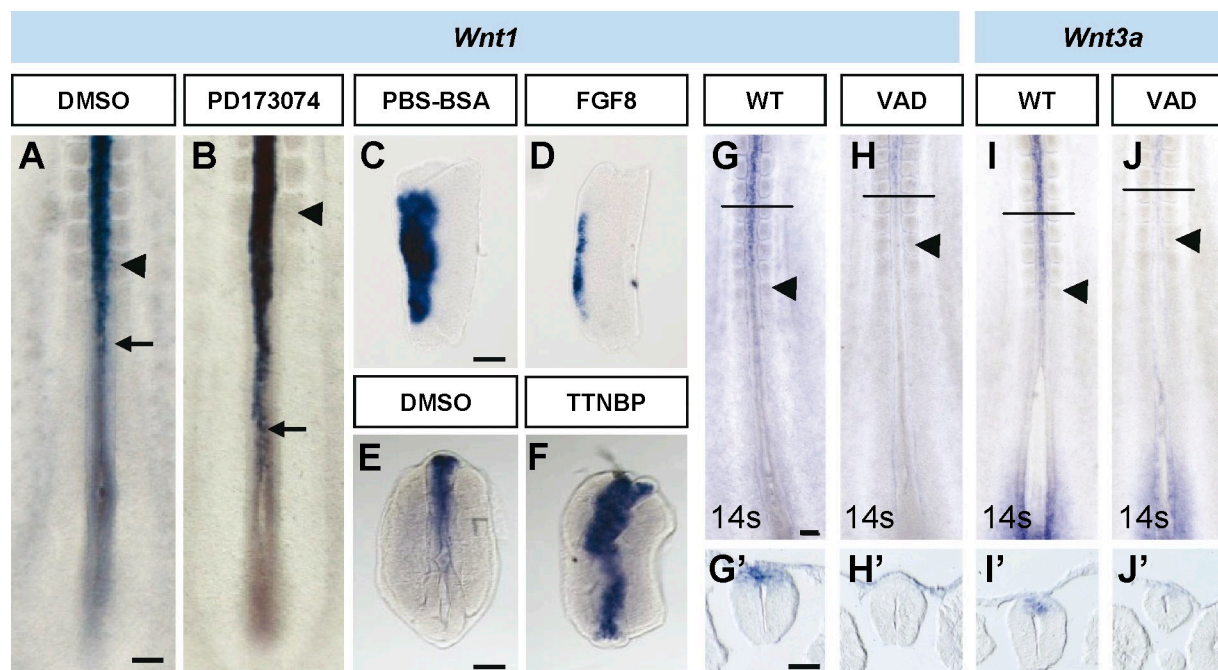 Wnt1 Wnt3a
DMSO PD173074 PBS-BSA FGF8 WT VAD WT VAD
A B C D G H I J
DMSO TTNBP
E F
14s 14s 14s 14s
G’ H’ I’ J’